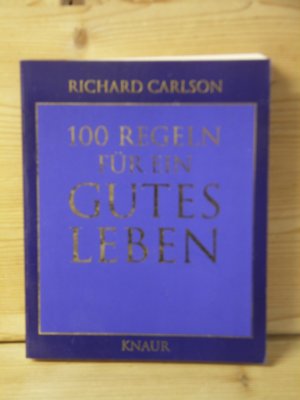 RICHARD CARLSON
100 REGELN
FÜR EIN
GUTES
LEBEN
KNAUR